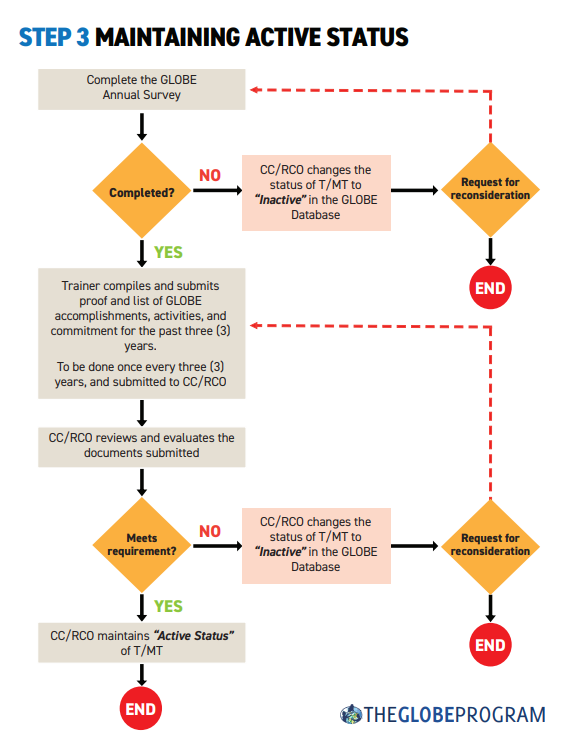 STEP 3 MAINTAINING ACTIVE STATUS
Complete the GLOBE
Annual Survey
Completed?
NO
CC/RCO changes the
status of T/MT to
“Inactive” in the GLOBE
Database
Request for
reconsideration
END
YES
Trainer compiles and submits
proof and list of GLOBE
accomplishments, activities, and
commitment for the past three (3)
years.
To be done once every three (3)
years, and submitted to CC/RCO
CC/RCO reviews and evaluates the
documents submitted
Meets
requirement?
NO
CC/RCO changes the
status of T/MT to
“Inactive” in the GLOBE
Database
Request for
reconsideration
END
YES
CC/RCO maintains “Active Status”
of T/MT
END
THEGLOBEPROGRAM